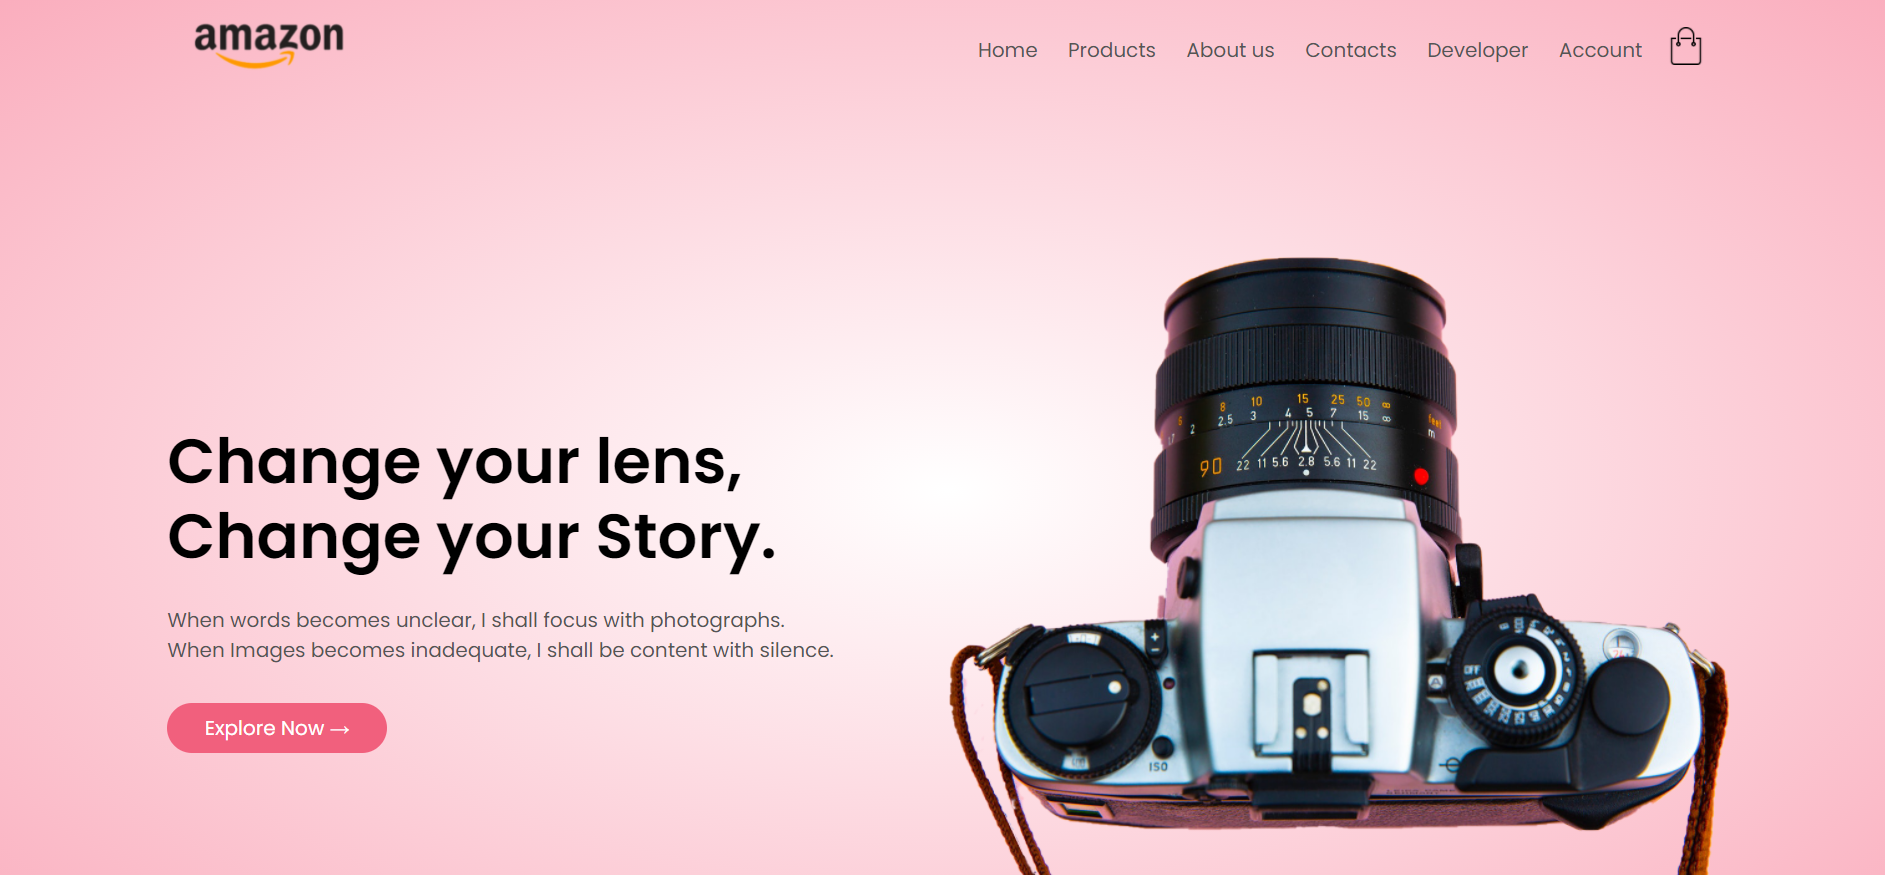 amazon
Home Products About us Contacts Developer Account
Change your lens,
Change your Story.
When words becomes unclear, I shall focus with photographs.
When Images becomes inadequate, I shall be content with silence.
Explore Now →
8 10 15 25 50 ∞ feet
2 2.5 3 4 5 7 15 ∞ m
90 22 11 5.6 2.8 5.6 11 22
+
-
OFF
A
ISO